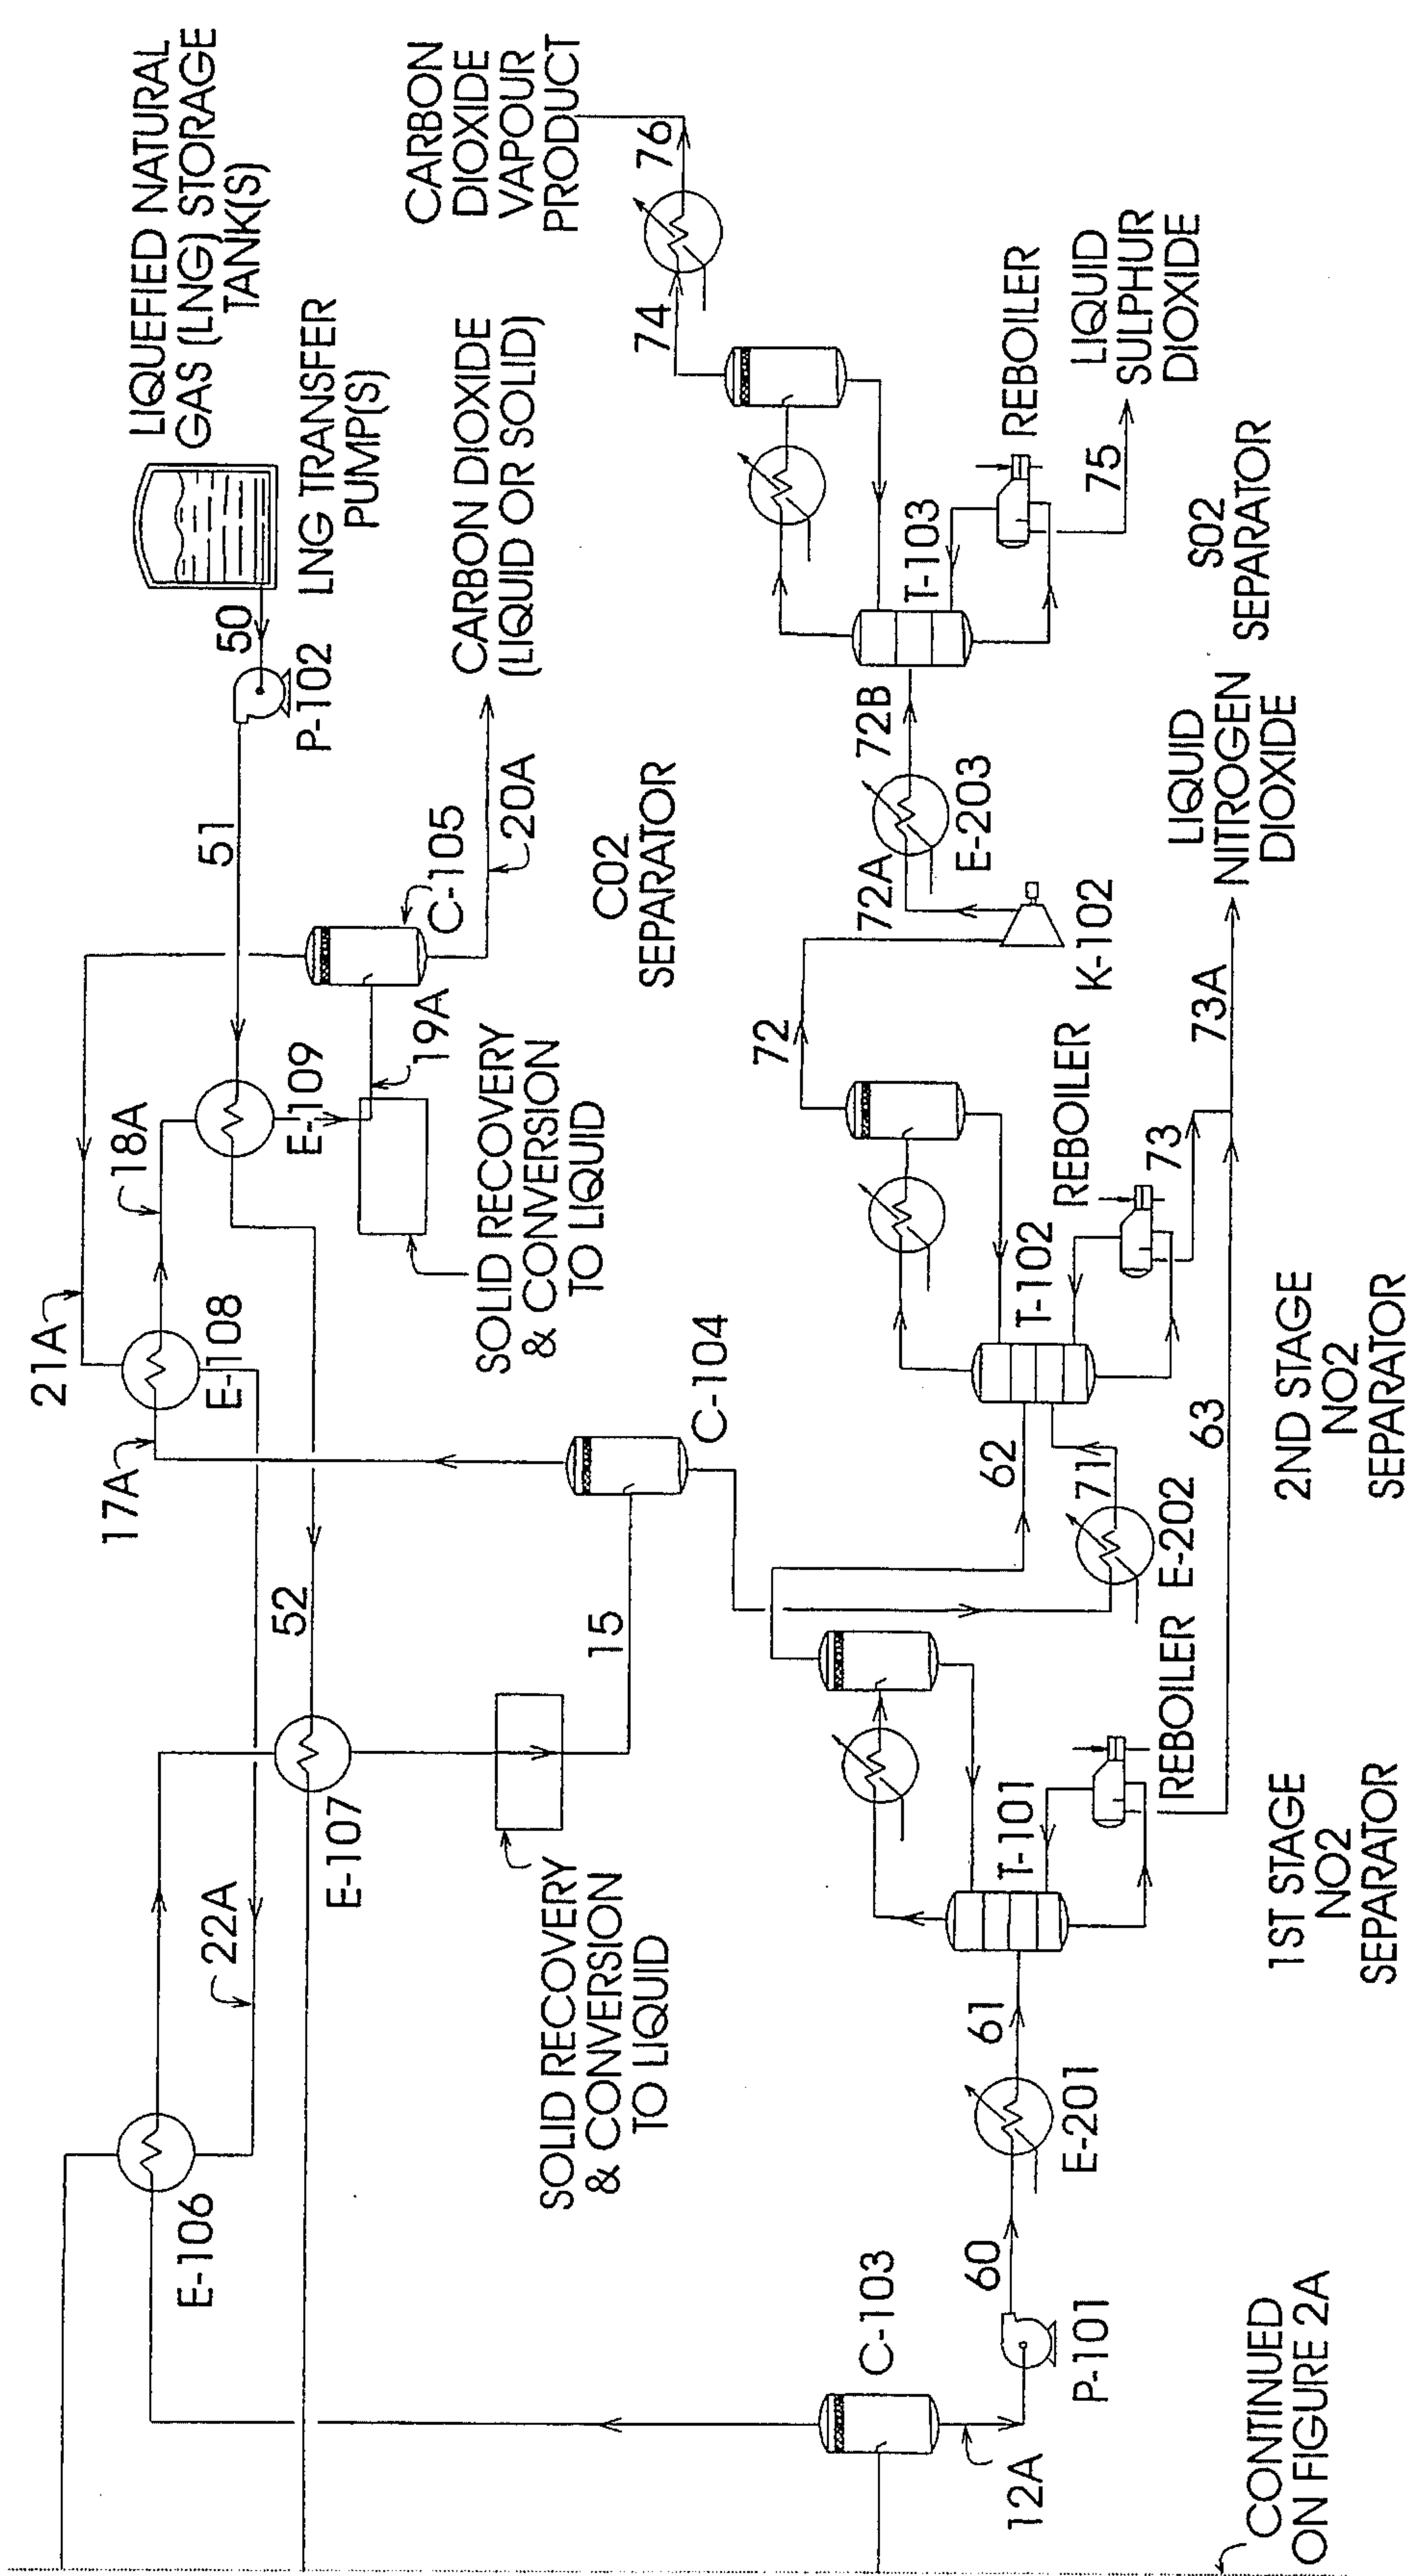 LIQUEFIED NATURAL
GAS (LNG) STORAGE
TANK(S)
50
P-102
LNG TRANSFER
PUMP(S)
51
CARBON DIOXIDE
(LIQUID OR SOLID)
20A
C-105
C02
SEPARATOR
19A
E-109
18A
SOLID RECOVERY
& CONVERSION
TO LIQUID
21A
E-108
17A
C-104
52
15
E-107
22A
SOLID RECOVERY
& CONVERSION
TO LIQUID
E-106
CARBON
DIOXIDE
VAPOUR
PRODUCT
76
74
REBOILER
LIQUID
SULPHUR
DIOXIDE
75
T-103
S02
SEPARATOR
72B
E-203
72A
K-102
72
LIQUID
NITROGEN
DIOXIDE
73A
REBOILER
73
T-102
63
2ND STAGE
NO2
SEPARATOR
62
71
E-202
REBOILER
T-101
1ST STAGE
NO2
SEPARATOR
61
E-201
60
P-101
C-103
12A
CONTINUED
ON FIGURE 2A